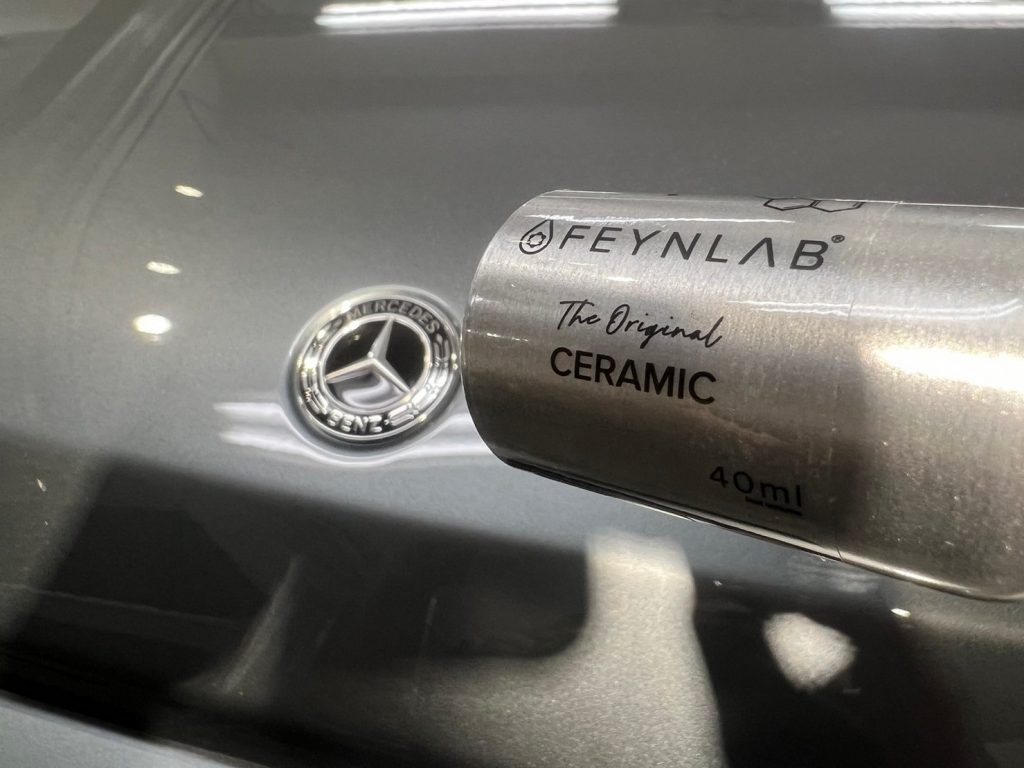 MERCEDES
BENZ
FEYNLAB®
The Original
CERAMIC
40ml